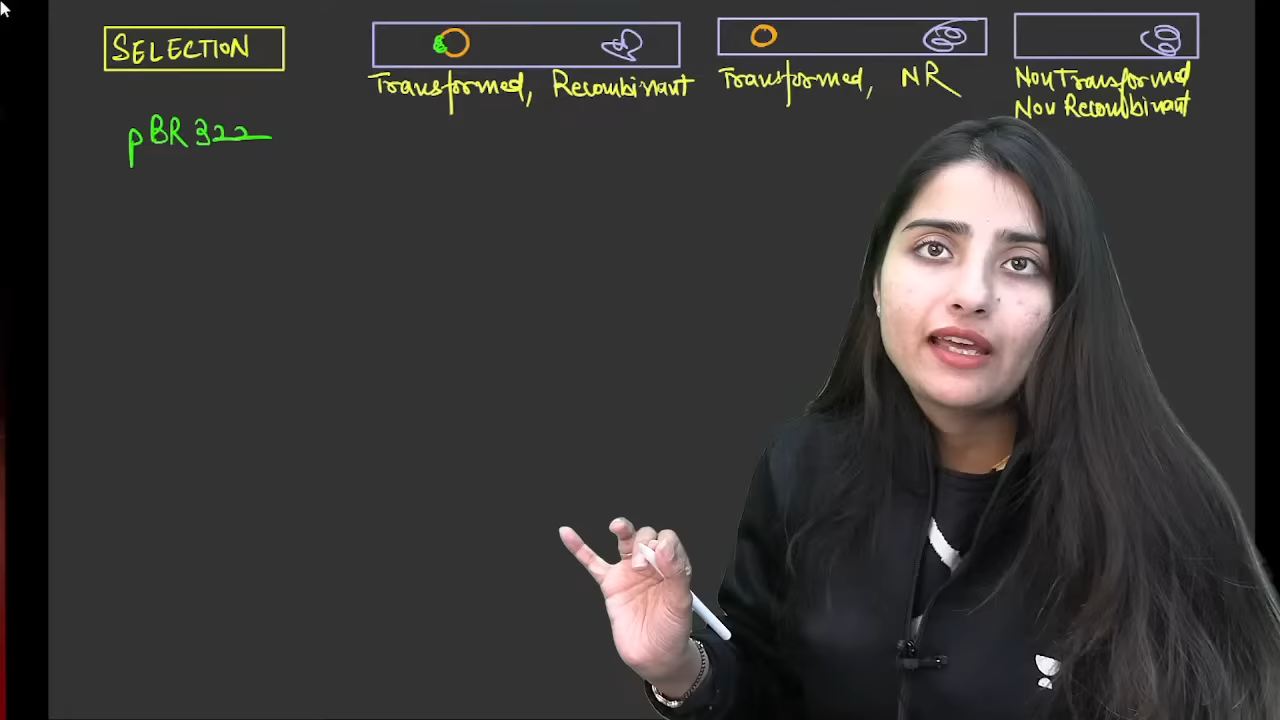 SELECTION
Transformed, Recombinant
Transformed, NR
Non Transformed
Non Recombinant
pBR322